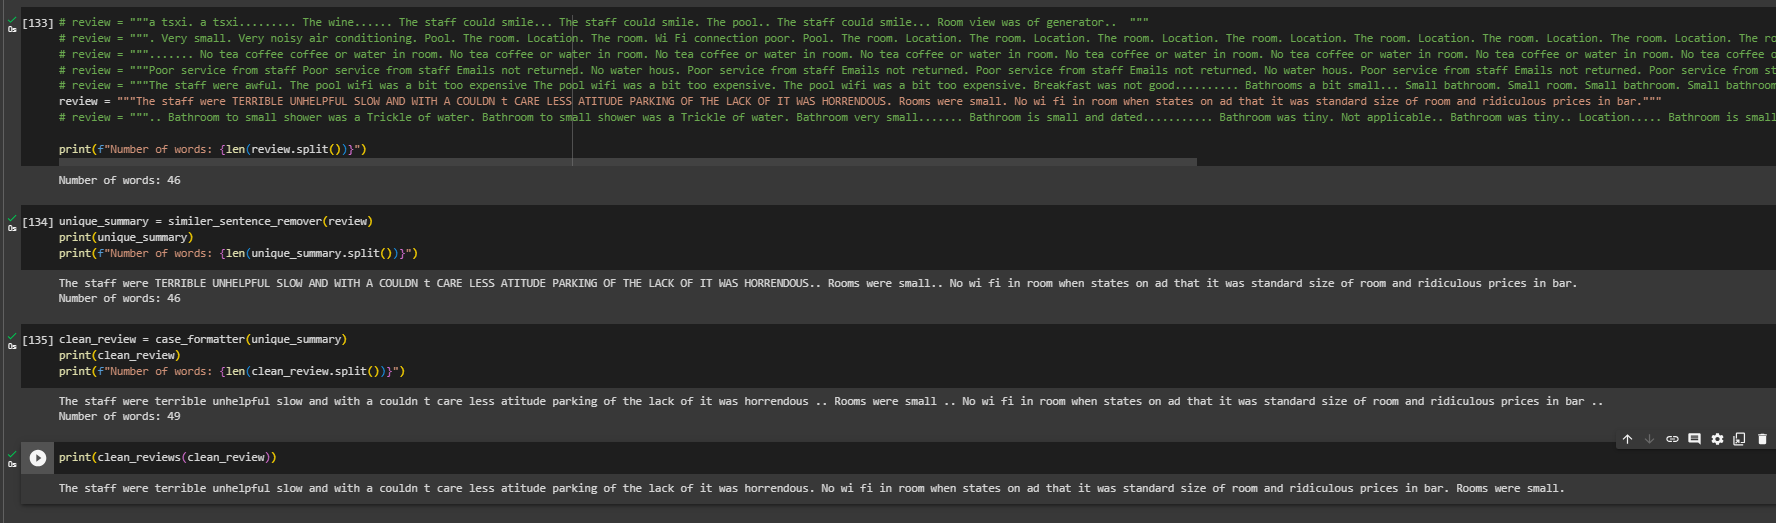 [133] # review = """a tsxi. a tsxi......... The wine...... The staff could smile... The staff could smile. The pool.. The staff could smile... Room view was of generator..  """
0s # review = """. Very small. Very noisy air conditioning. Pool. The room. Location. The room. Wi Fi connection poor. Pool. The room. Location. The room. Location. The room. Location. The room. Location. The room. Location. The room. Location. The room. Location. The ro
# review = """....... No tea coffee coffee or water in room. No tea coffee or water in room. No tea coffee or water in room. No tea coffee or water in room. No tea coffee or water in room. No tea coffee or water in room. No tea coffee or water in room. No tea coffee o
# review = """Poor service from staff Poor service from staff Emails not returned. No water hous. Poor service from staff Emails not returned. Poor service from staff Emails not returned. No water hous. Poor service from staff Emails not returned. Poor service from st
# review = """The staff were awful. The pool wifi was a bit too expensive The pool wifi was a bit too expensive. The pool wifi was a bit too expensive. Breakfast was not good.......... Bathrooms a bit small... Small bathroom. Small room. Small bathroom. Small bathroom
review = """The staff were TERRIBLE UNHELPFUL SLOW AND WITH A COULDN t CARE LESS ATITUDE PARKING OF THE LACK OF IT WAS HORRENDOUS. Rooms were small. No wi fi in room when states on ad that it was standard size of room and ridiculous prices in bar."""
# review = """.. Bathroom to small shower was a Trickle of water. Bathroom to small shower was a Trickle of water. Bathroom very small....... Bathroom is small and dated........... Bathroom was tiny. Not applicable.. Bathroom was tiny.. Location..... Bathroom is small
print(f"Number of words: {len(review.split())}")
Number of words: 46
[134] unique_summary = similer_sentence_remover(review)
0s print(unique_summary)
print(f"Number of words: {len(unique_summary.split())}")
The staff were TERRIBLE UNHELPFUL SLOW AND WITH A COULDN t CARE LESS ATITUDE PARKING OF THE LACK OF IT WAS HORRENDOUS.. Rooms were small.. No wi fi in room when states on ad that it was standard size of room and ridiculous prices in bar.
Number of words: 46
[135] clean_review = case_formatter(unique_summary)
0s print(clean_review)
print(f"Number of words: {len(clean_review.split())}")
The staff were terrible unhelpful slow and with a couldn t care less atitude parking of the lack of it was horrendous .. Rooms were small .. No wi fi in room when states on ad that it was standard size of room and ridiculous prices in bar ..
Number of words: 49
print(clean_reviews(clean_review))
0s
The staff were terrible unhelpful slow and with a couldn t care less atitude parking of the lack of it was horrendous. No wi fi in room when states on ad that it was standard size of room and ridiculous prices in bar. Rooms were small.